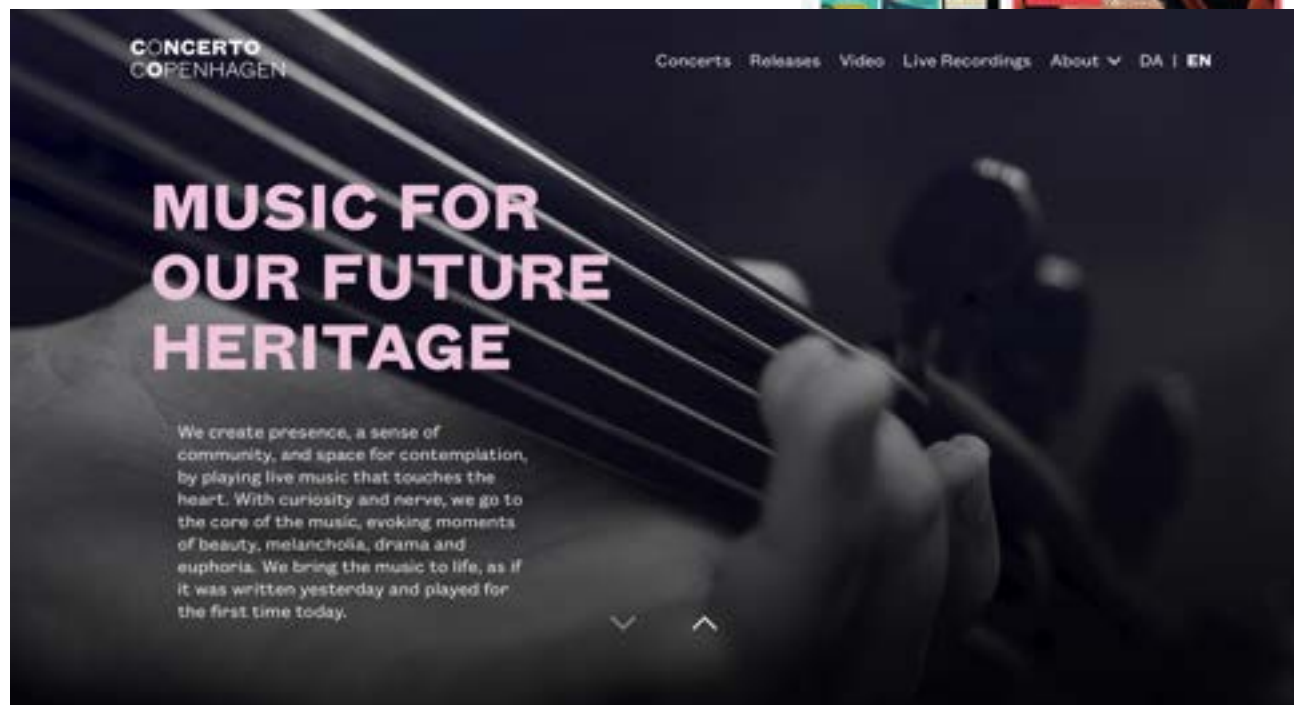 CONCERTO
COPENHAGEN
Concerts Releases Video Live Recordings About DA | EN
MUSIC FOR
OUR FUTURE
HERITAGE
We create presence, a sense of
community, and space for contemplation,
by playing live music that touches the
heart. With curiosity and nerve, we go to
the core of the music, evoking moments
of beauty, melancholia, drama and
euphoria. We bring the music to life, as if
it was written yesterday and played for
the first time today.